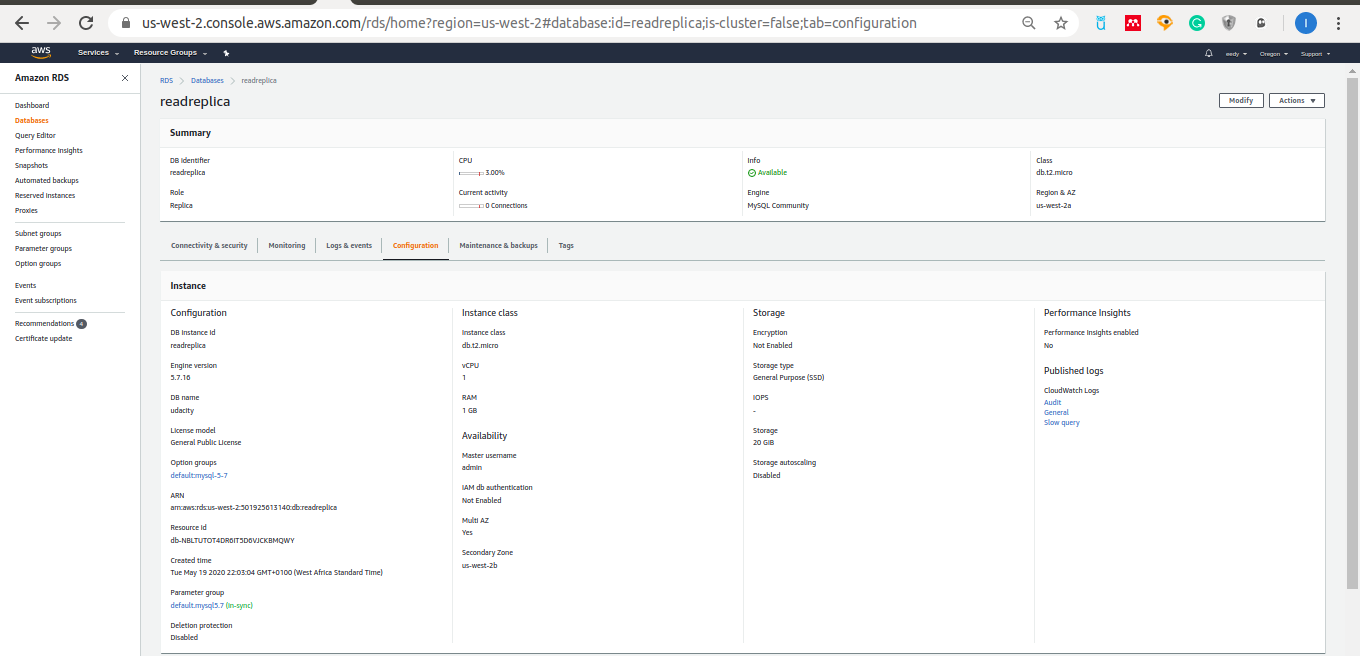 us-west-2.console.aws.amazon.com/rds/home?region=us-west-2#database:id=readreplica;is-cluster=false;tab=configuration
I
aws
Services
Resource Groups
eedy
Oregon
Support
Amazon RDS
Dashboard
Databases
Query Editor
Performance Insights
Snapshots
Automated backups
Reserved instances
Proxies
Subnet groups
Parameter groups
Option groups
Events
Event subscriptions
Recommendations 4
Certificate update
RDS
Databases
readreplica
readreplica
Modify
Actions
Summary
DB identifier
readreplica
CPU
3.00%
Info
Available
Class
db.t2.micro
Role
Replica
Current activity
0 Connections
Engine
MySQL Community
Region & AZ
us-west-2a
Connectivity & security
Monitoring
Logs & events
Configuration
Maintenance & backups
Tags
Instance
Configuration
DB instance id
readreplica
Engine version
5.7.16
DB name
udacity
License model
General Public License
Option groups
default:mysql-5-7
ARN
arn:aws:rds:us-west-2:501925613140:db:readreplica
Resource id
db-NBLTUTOT4DR6IT5D6VJCKBMQWY
Created time
Tue May 19 2020 22:03:04 GMT+0100 (West Africa Standard Time)
Parameter group
default.mysql5.7 (in-sync)
Deletion protection
Disabled
Instance class
Instance class
db.t2.micro
vCPU
1
RAM
1 GB
Availability
Master username
admin
IAM db authentication
Not Enabled
Multi AZ
Yes
Secondary Zone
us-west-2b
Storage
Encryption
Not Enabled
Storage type
General Purpose (SSD)
IOPS
-
Storage
20 GiB
Storage autoscaling
Disabled
Performance Insights
Performance Insights enabled
No
Published logs
CloudWatch Logs
Audit
General
Slow query